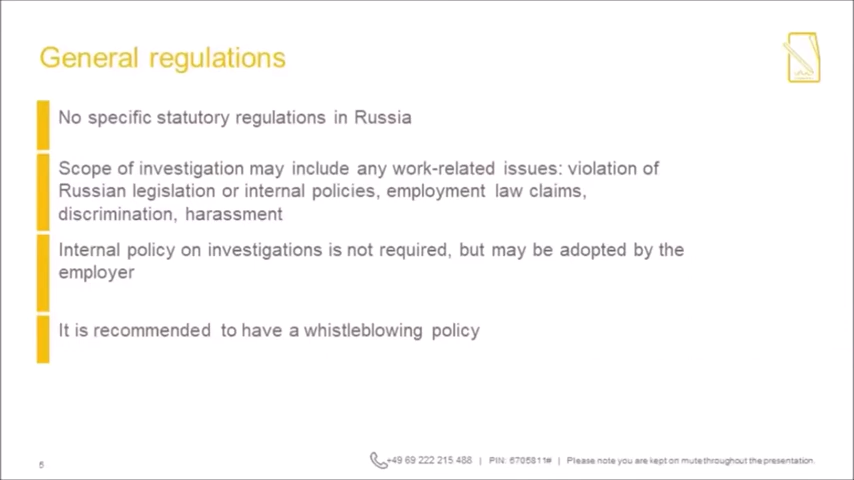 General regulations
No specific statutory regulations in Russia
Scope of investigation may include any work-related issues: violation of
Russian legislation or internal policies, employment law claims,
discrimination, harassment
Internal policy on investigations is not required, but may be adopted by the
employer
It is recommended to have a whistleblowing policy
5
+49 69 222 215 488 | PIN: 6705811# | Please note you are kept on mute throughout the presentation.